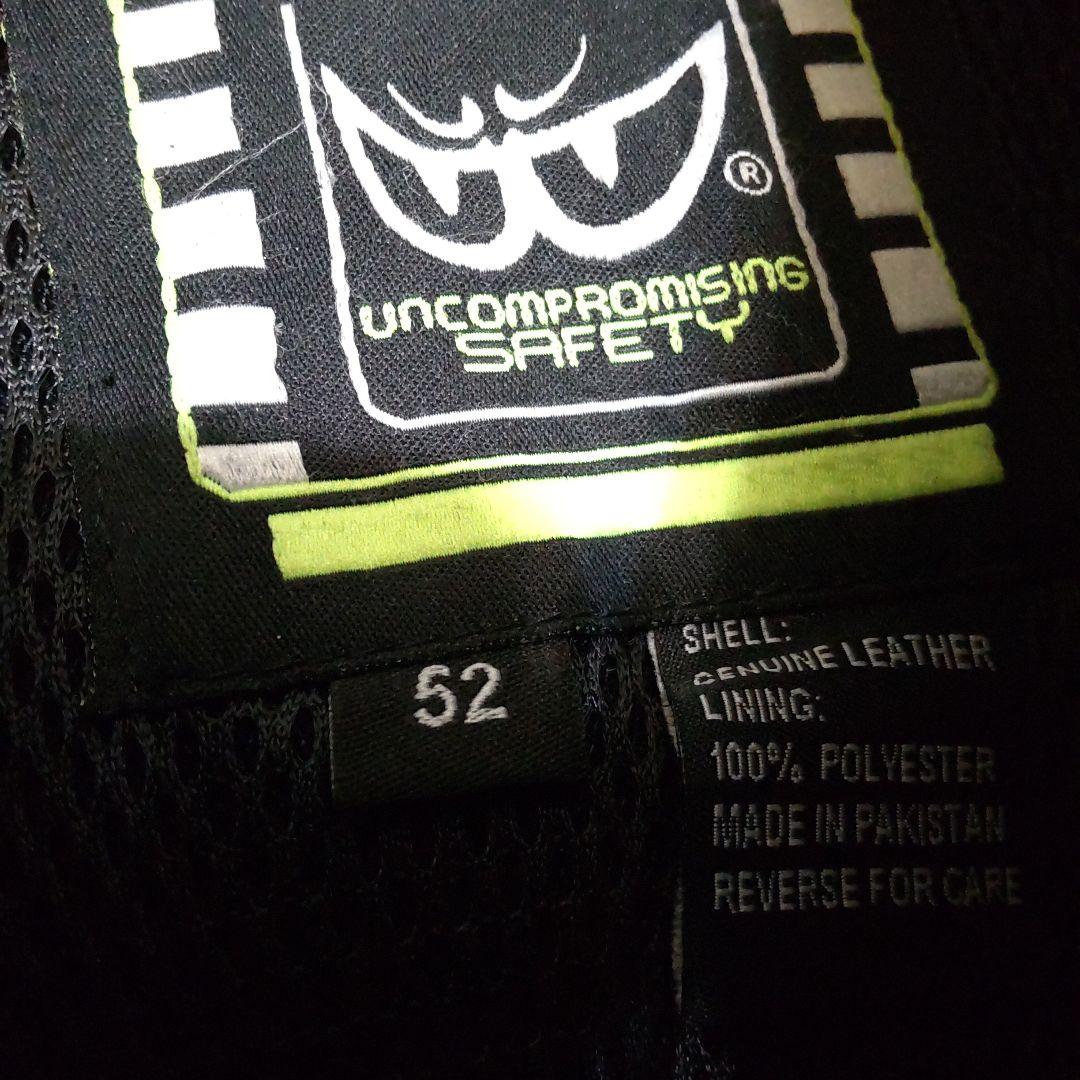 ®
UNCOMPROMISING
SAFETY
52
SHELL:
GENUINE LEATHER
LINING:
100% POLYESTER
MADE IN PAKISTAN
REVERSE FOR CARE